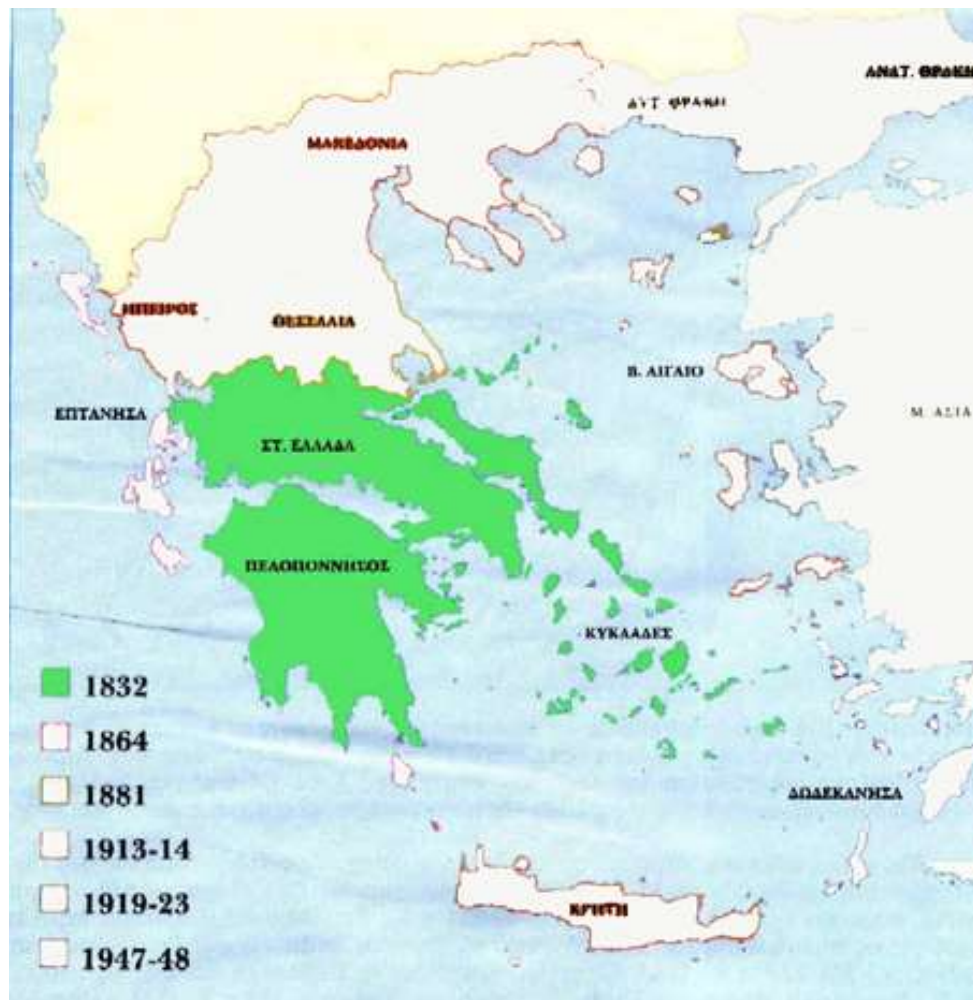 ΑΝΑΤ. ΘΡΑΚΗ
ΔΥΤ. ΘΡΑΚΗ
ΜΑΚΕΔΟΝΙΑ
ΗΠΕΙΡΟΣ
ΘΕΣΣΑΛΙΑ
Β. ΑΙΓΑΙΟ
ΕΠΤΑΝΗΣΑ
Μ. ΑΣΙΑ
ΣΤ. ΕΛΛΑΔΑ
ΠΕΛΟΠΟΝΝΗΣΟΣ
ΚΥΚΛΑΔΕΣ
1832
1864
1881
ΔΩΔΕΚΑΝΗΣΑ
1913-14
1919-23
ΚΡΗΤΗ
1947-48